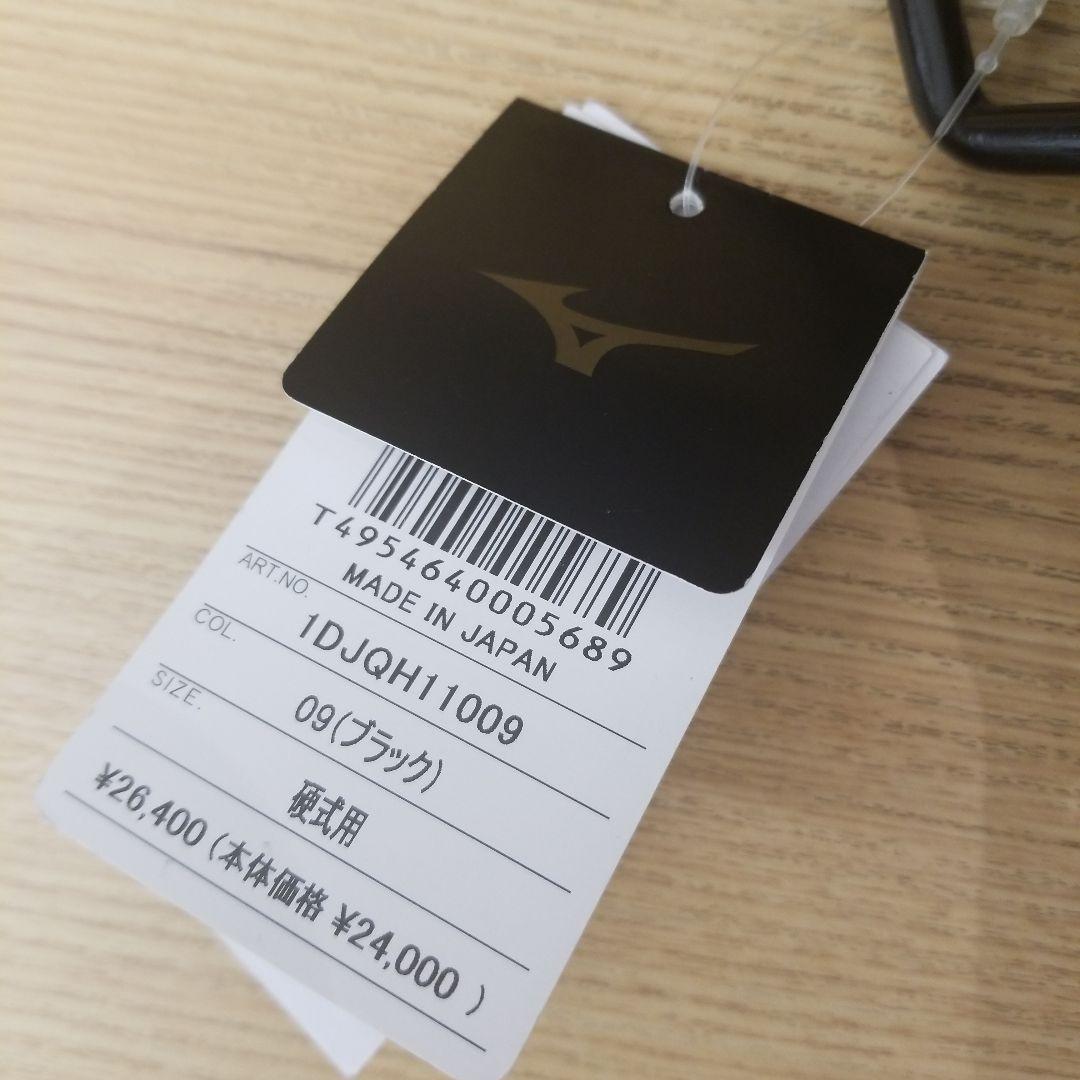 T4954640005689
MADE IN JAPAN
ART.NO. 1DJQH11009
COL. 09(ブラック)
SIZE. 硬式用
¥26,400 (本体価格 ¥24,000 )